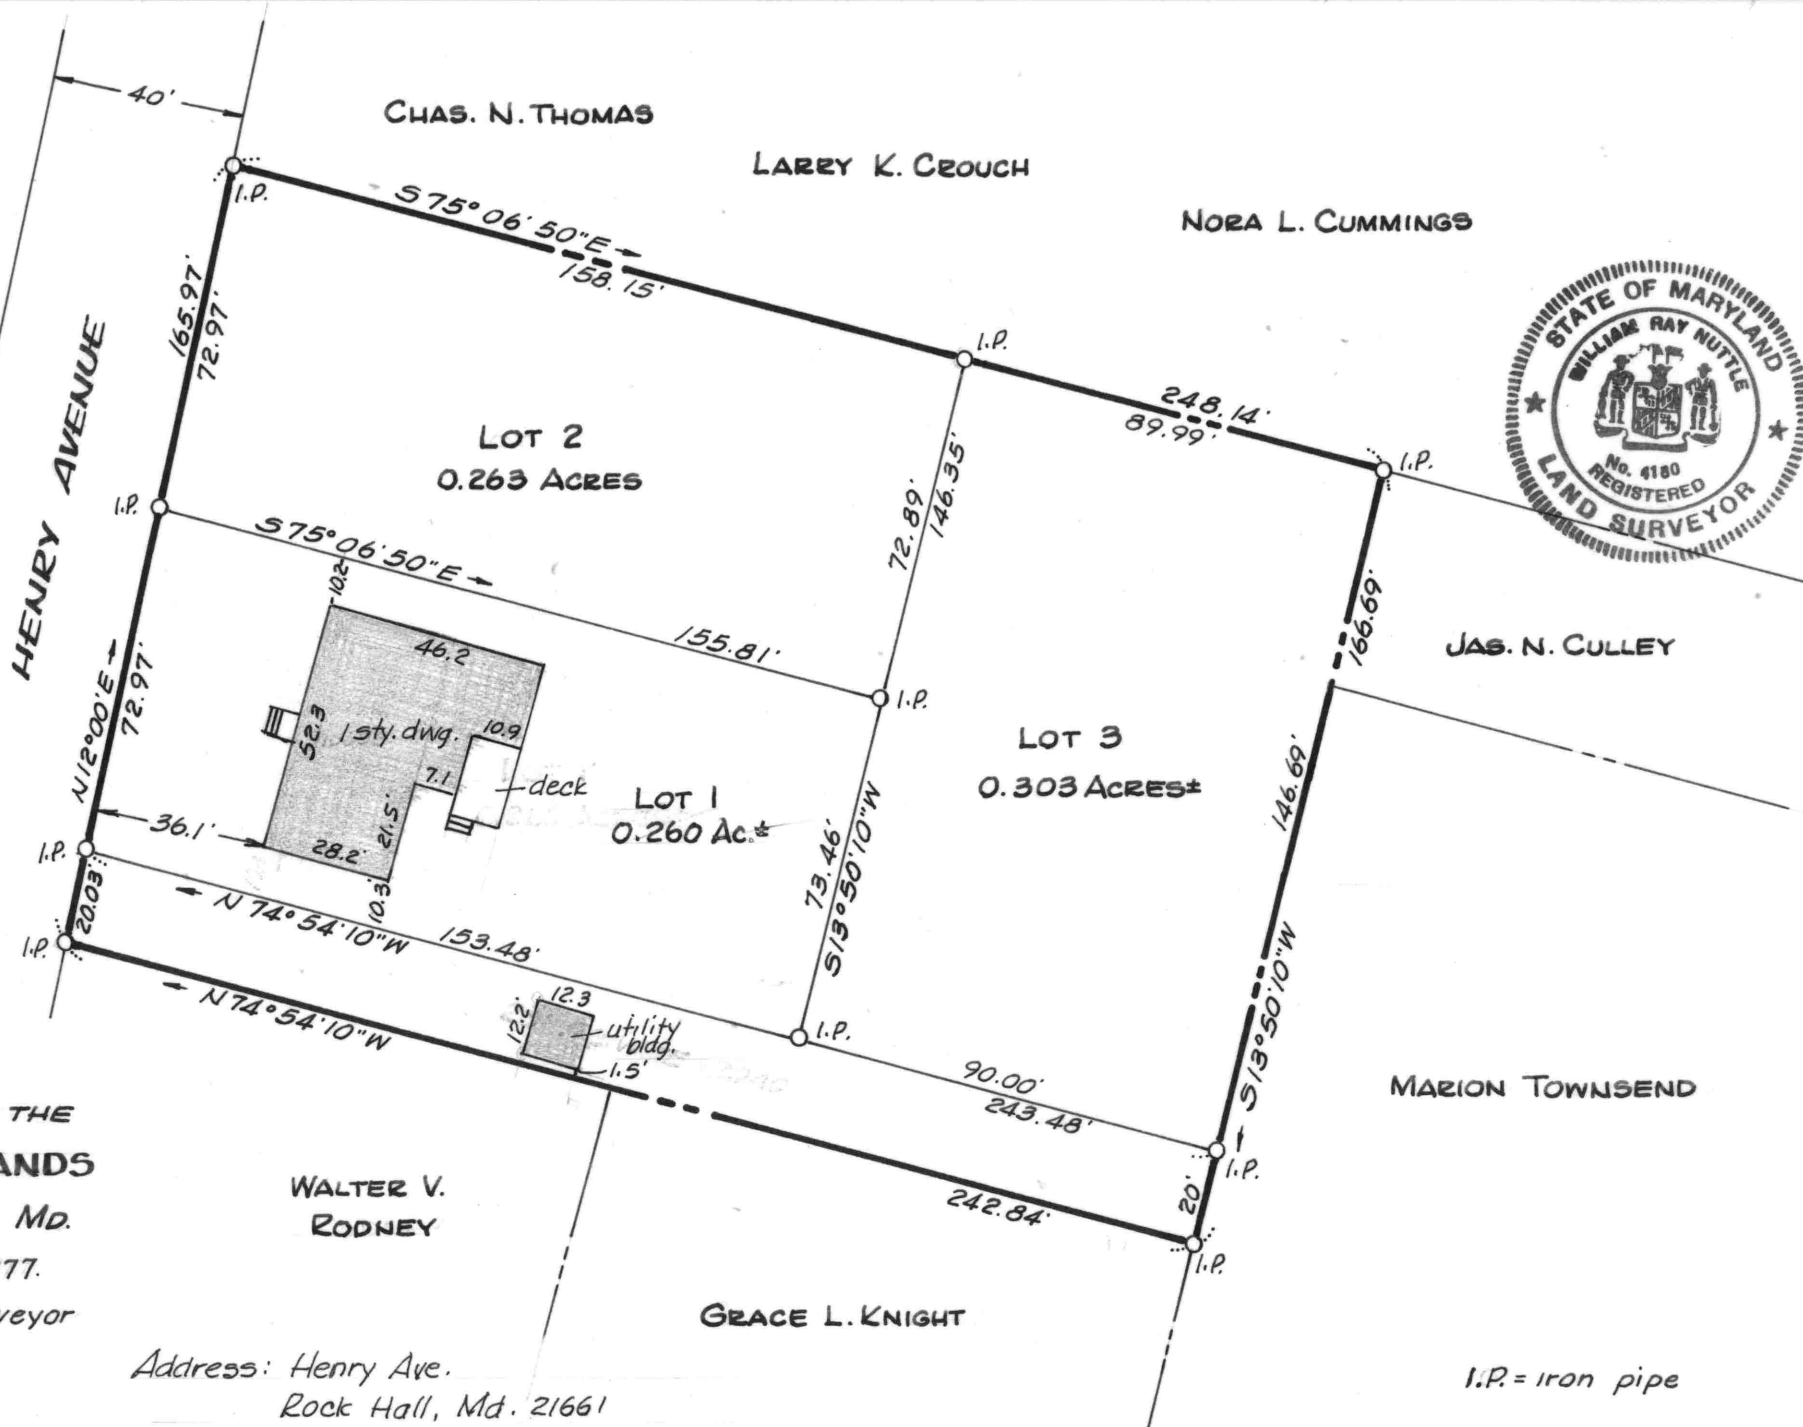 40'
CHAS. N. THOMAS
LARRY K. CROUCH
NORA L. CUMMINGS
I.P.
S 75° 06' 50" E
158.15'
STATE OF MARYLAND
WILLIAM RAY NUTTLE
No. 4180
REGISTERED
LAND SURVEYOR
165.97'
72.97'
HENRY AVENUE
I.P.
248.14'
89.99'
I.P.
LOT 2
0.263 ACRES
72.89'
146.35'
I.P.
S 75° 06' 50" E
155.81'
I.P.
166.69'
JAS. N. CULLEY
10.2
46.2
52.3
1 sty. dwg.
10.9
7.1
deck
21.5'
28.2'
10.3
36.1'
N 12° 00' E
72.97'
LOT 1
0.260 AC.±
LOT 3
0.303 ACRES±
146.69'
73.46'
S 13° 50' 10" W
I.P.
20.03'
N 74° 54' 10" W
153.48'
I.P.
N 74° 54' 10" W
12.3
12.2'
utility
bldg.
1.5'
I.P.
90.00'
243.48'
S 13° 50' 10" W
MARION TOWNSEND
I.P.
20'
242.84'
I.P.
THE
ANDS
MD.
77.
veyor
WALTER V.
RODNEY
GRACE L. KNIGHT
Address: Henry Ave.
Rock Hall, Md. 21661
I.P. = iron pipe